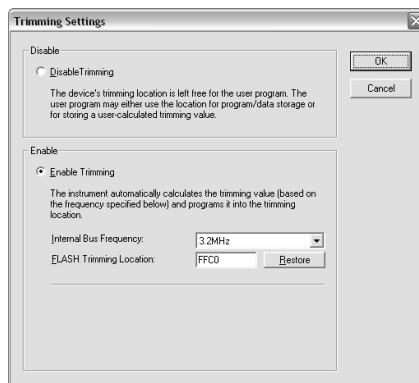 Trimming Settings
Disable
DisableTrimming
The device's trimming location is left free for the user program. The
user program may either use the location for program/data storage or
for storing a user-calculated trimming value.
OK
Cancel
Enable
Enable Trimming
The instrument automatically calculates the trimming value (based on
the frequency specified below) and programs it into the trimming
location.
Internal Bus Frequency:
3.2MHz
FLASH Trimming Location:
FFC0
Restore